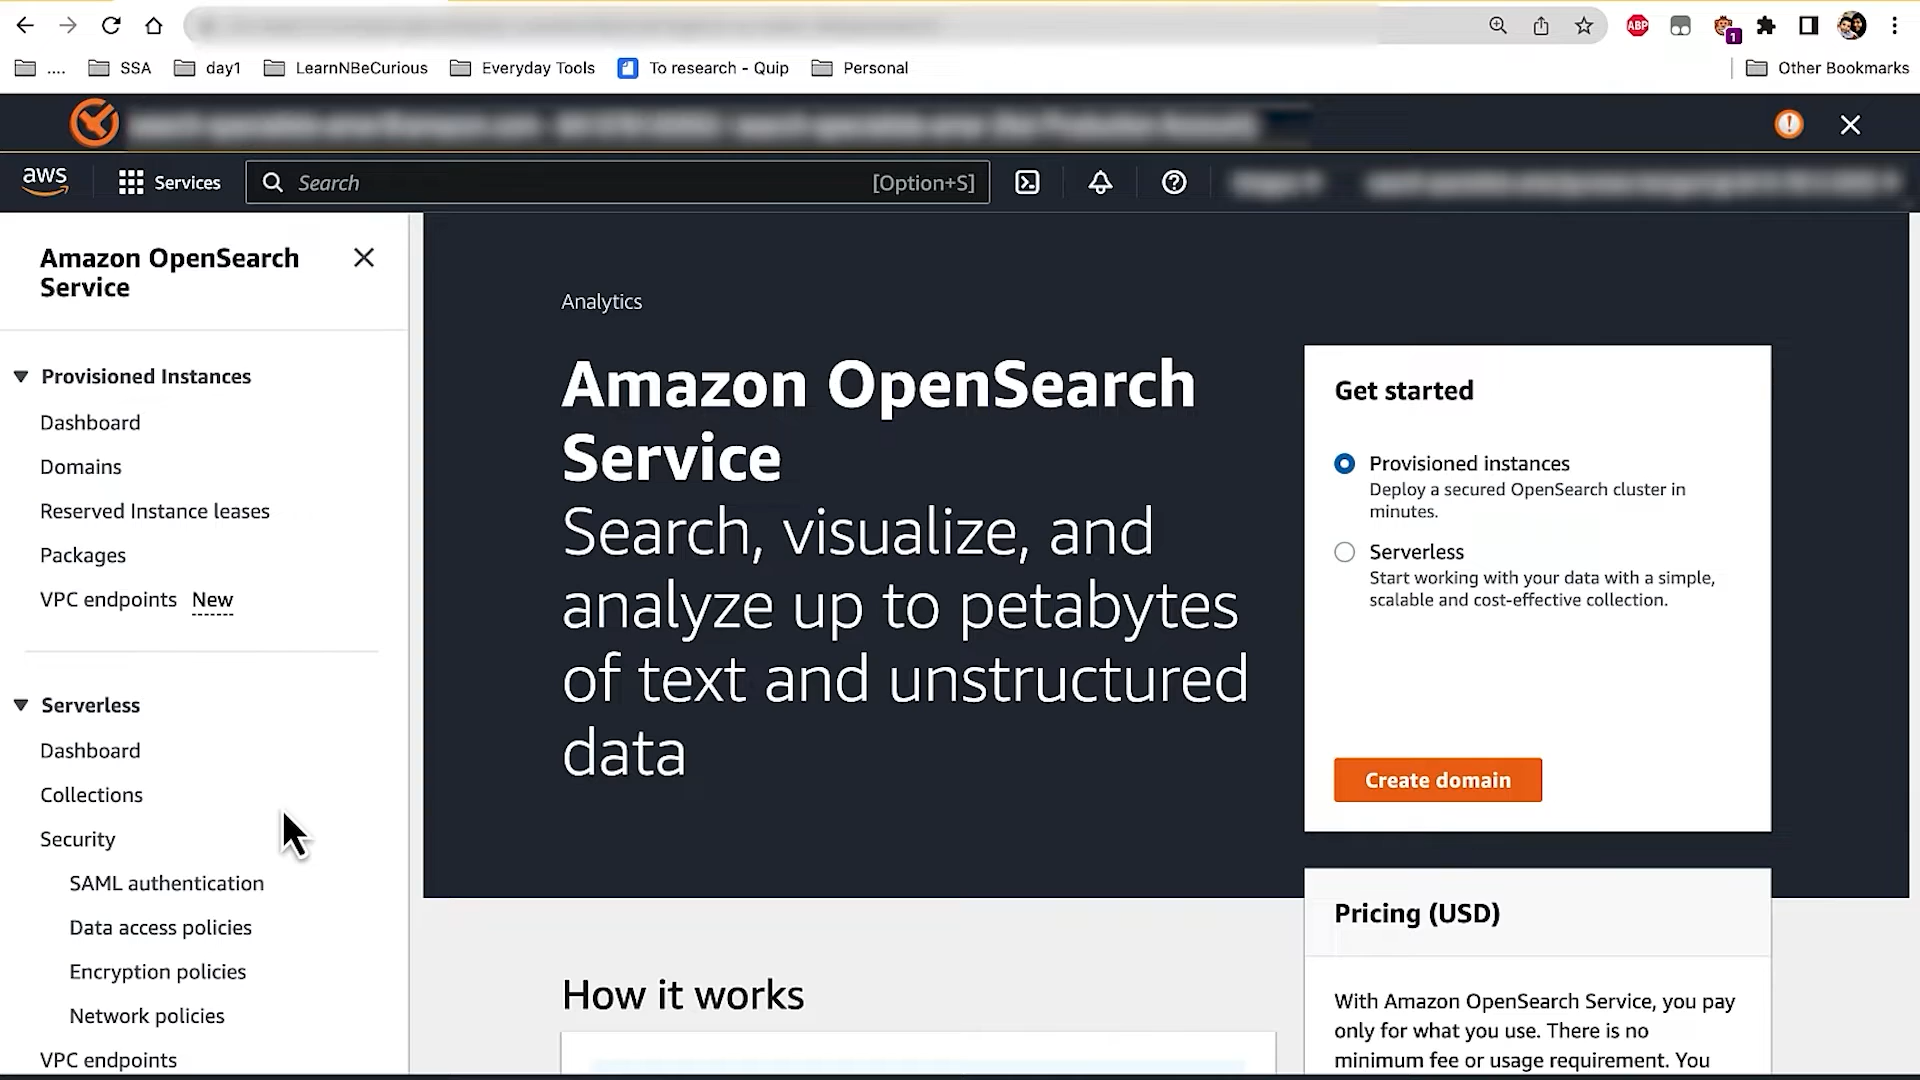 ABP
1
....
SSA
day1
LearnNBeCurious
Everyday Tools
To research - Quip
Personal
Other Bookmarks
aws
Services
Search
[Option+S]
Amazon OpenSearch
Service
Provisioned Instances
Dashboard
Domains
Reserved Instance leases
Packages
VPC endpoints New
Serverless
Dashboard
Collections
Security
SAML authentication
Data access policies
Encryption policies
Network policies
VPC endpoints
Analytics
Amazon OpenSearch
Service
Search, visualize, and
analyze up to petabytes
of text and unstructured
data
Get started
Provisioned instances
Deploy a secured OpenSearch cluster in
minutes.
Serverless
Start working with your data with a simple,
scalable and cost-effective collection.
Create domain
How it works
Pricing (USD)
With Amazon OpenSearch Service, you pay
only for what you use. There is no
minimum fee or usage requirement. You